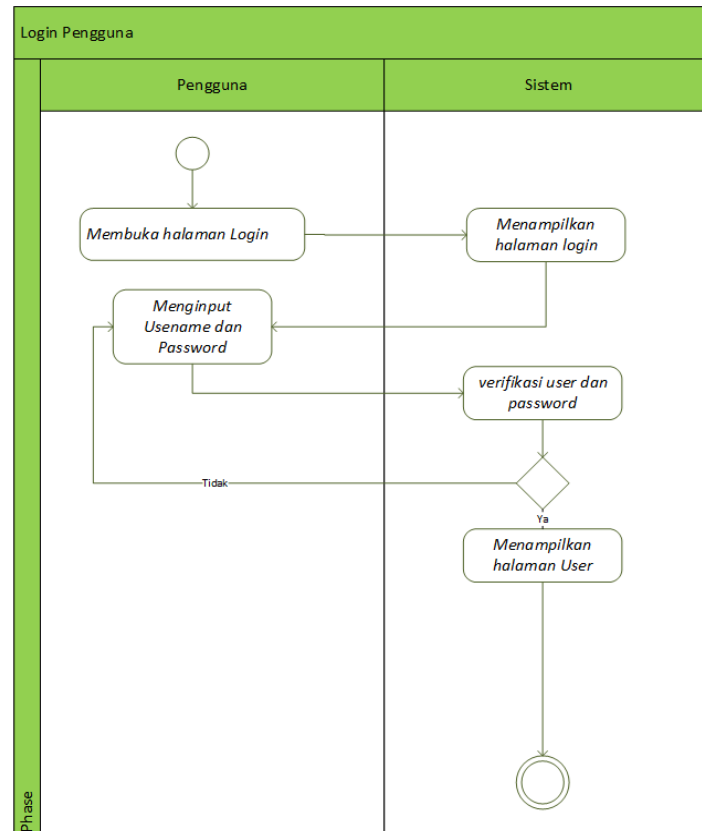 Login Pengguna
Pengguna
Sistem
Membuka halaman Login
Menampilkan
halaman login
Menginput
Usename dan
Password
verifikasi user dan
password
Tidak
Ya
Menampilkan
halaman User
Phase